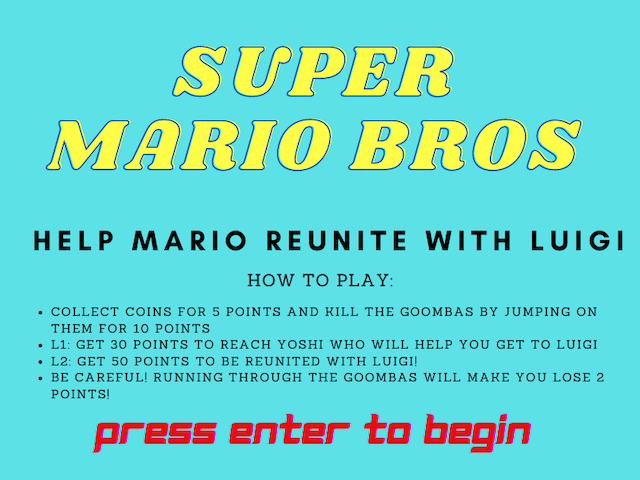 SUPER
MARIO BROS
HELP MARIO REUNITE WITH LUIGI
HOW TO PLAY:
• COLLECT COINS FOR 5 POINTS AND KILL THE GOOMBAS BY JUMPING ON
THEM FOR 10 POINTS
• L1: GET 30 POINTS TO REACH YOSHI WHO WILL HELP YOU GET TO LUIGI
• L2: GET 50 POINTS TO BE REUNITED WITH LUIGI!
• BE CAREFUL! RUNNING THROUGH THE GOOMBAS WILL MAKE YOU LOSE 2
POINTS!
press enter to begin